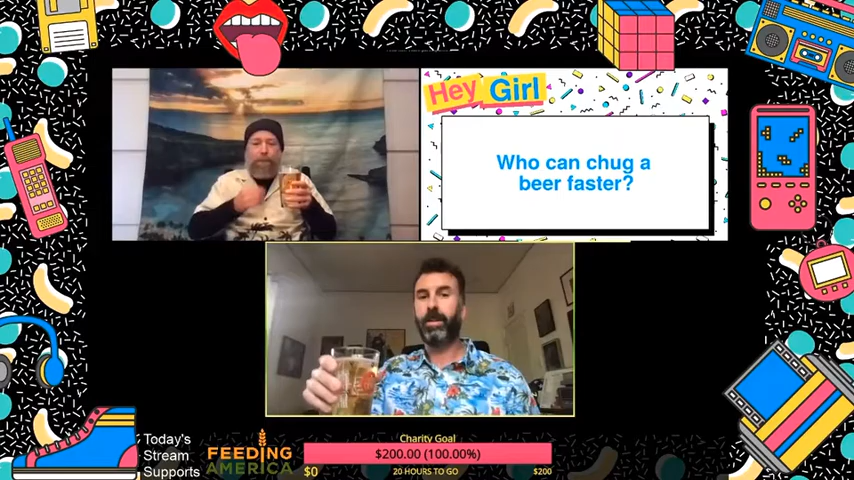 Hey Girl
Who can chug a
beer faster?
Today's
Stream
Supports
FEEDING
AMERICA
Charity Goal
$200.00 (100.00%)
$0
20 HOURS TO GO
$200